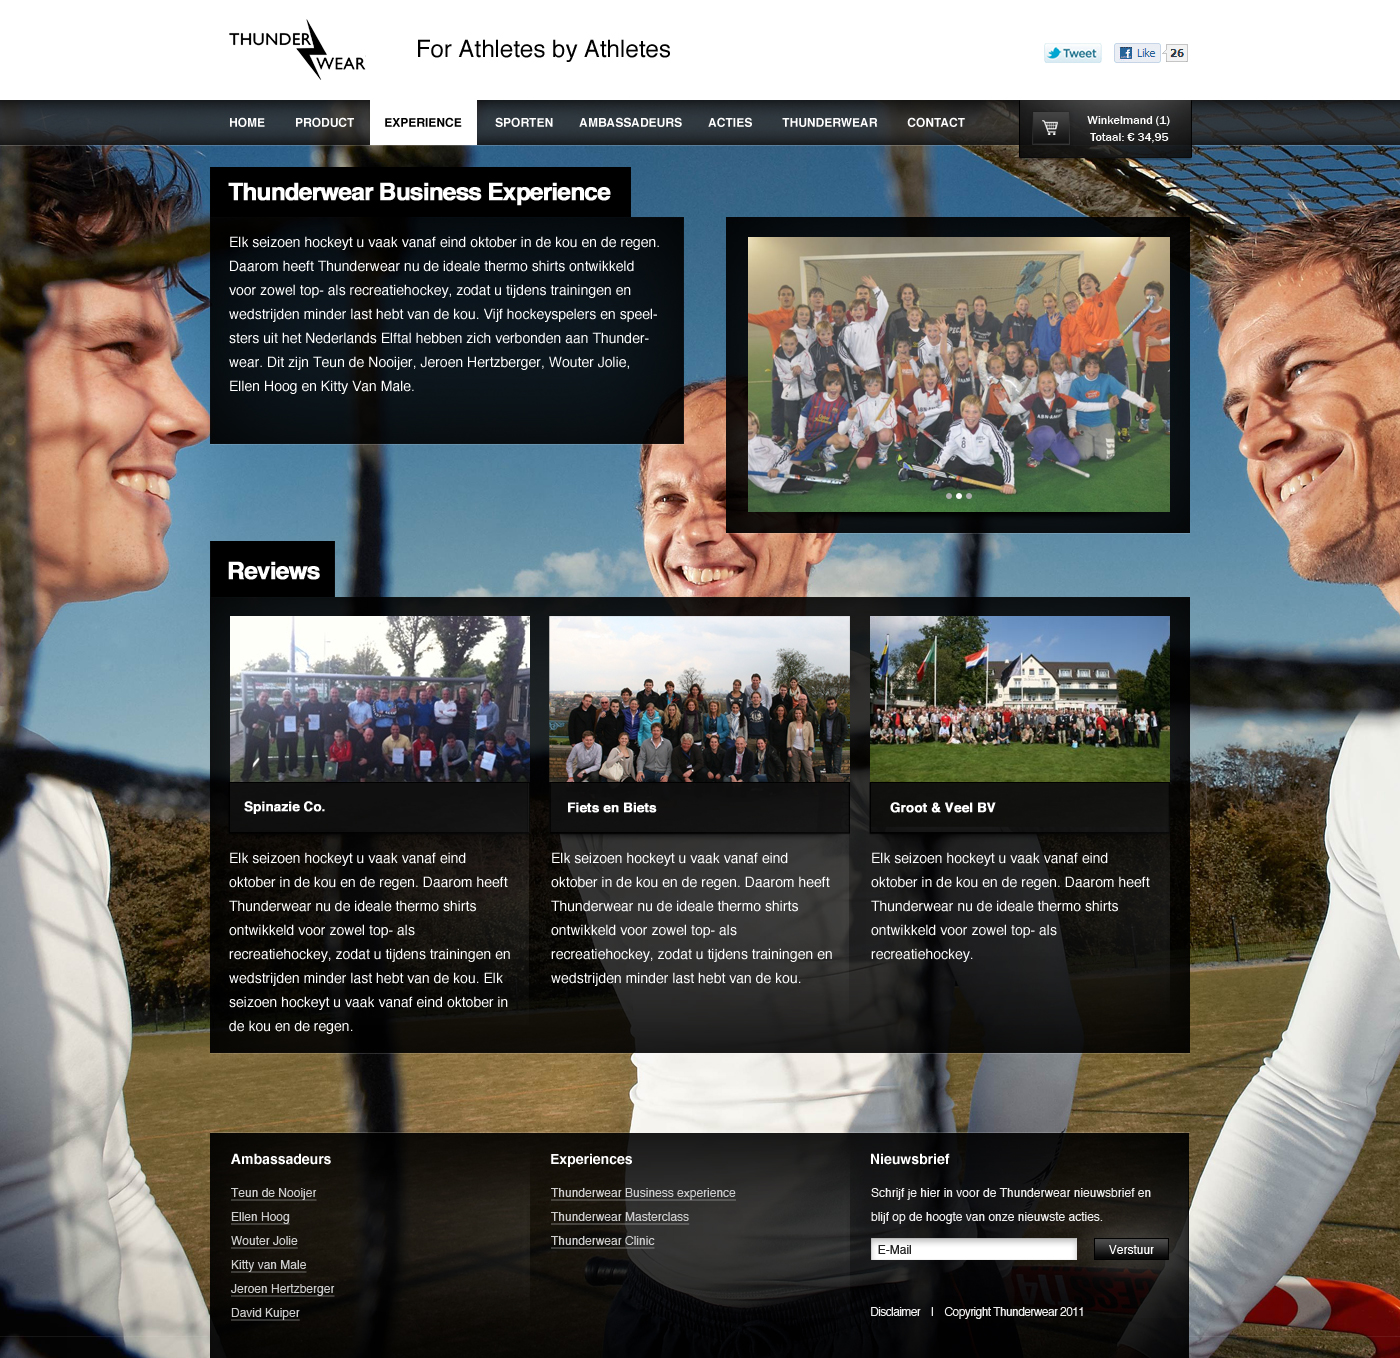 THUNDER
WEAR
For Athletes by Athletes
Tweet
Like
26
HOME
PRODUCT
EXPERIENCE
SPORTEN
AMBASSADEURS
ACTIES
THUNDERWEAR
CONTACT
Winkelmand (1)
Totaal: € 34,95
Thunderwear Business Experience
Elk seizoen hockeyt u vaak vanaf eind oktober in de kou en de regen.
Daarom heeft Thunderwear nu de ideale thermo shirts ontwikkeld
voor zowel top- als recreatiehockey, zodat u tijdens trainingen en
wedstrijden minder last hebt van de kou. Vijf hockeyspelers en speel-
sters uit het Nederlands Elftal hebben zich verbonden aan Thunder-
wear. Dit zijn Teun de Nooijer, Jeroen Hertzberger, Wouter Jolie,
Ellen Hoog en Kitty Van Male.
Reviews
Spinazie Co.
Elk seizoen hockeyt u vaak vanaf eind
oktober in de kou en de regen. Daarom heeft
Thunderwear nu de ideale thermo shirts
ontwikkeld voor zowel top- als
recreatiehockey, zodat u tijdens trainingen en
wedstrijden minder last hebt van de kou. Elk
seizoen hockeyt u vaak vanaf eind oktober in
de kou en de regen.
Fiets en Biets
Elk seizoen hockeyt u vaak vanaf eind
oktober in de kou en de regen. Daarom heeft
Thunderwear nu de ideale thermo shirts
ontwikkeld voor zowel top- als
recreatiehockey, zodat u tijdens trainingen en
wedstrijden minder last hebt van de kou.
Groot & Veel BV
Elk seizoen hockeyt u vaak vanaf eind
oktober in de kou en de regen. Daarom heeft
Thunderwear nu de ideale thermo shirts
ontwikkeld voor zowel top- als
recreatiehockey.
Ambassadeurs
Teun de Nooijer
Ellen Hoog
Wouter Jolie
Kitty van Male
Jeroen Hertzberger
David Kuiper
Experiences
Thunderwear Business experience
Thunderwear Masterclass
Thunderwear Clinic
Nieuwsbrief
Schrijf je hier in voor de Thunderwear nieuwsbrief en
blijf op de hoogte van onze nieuwste acties.
E-Mail
Verstuur
Disclaimer | Copyright Thunderwear 2011